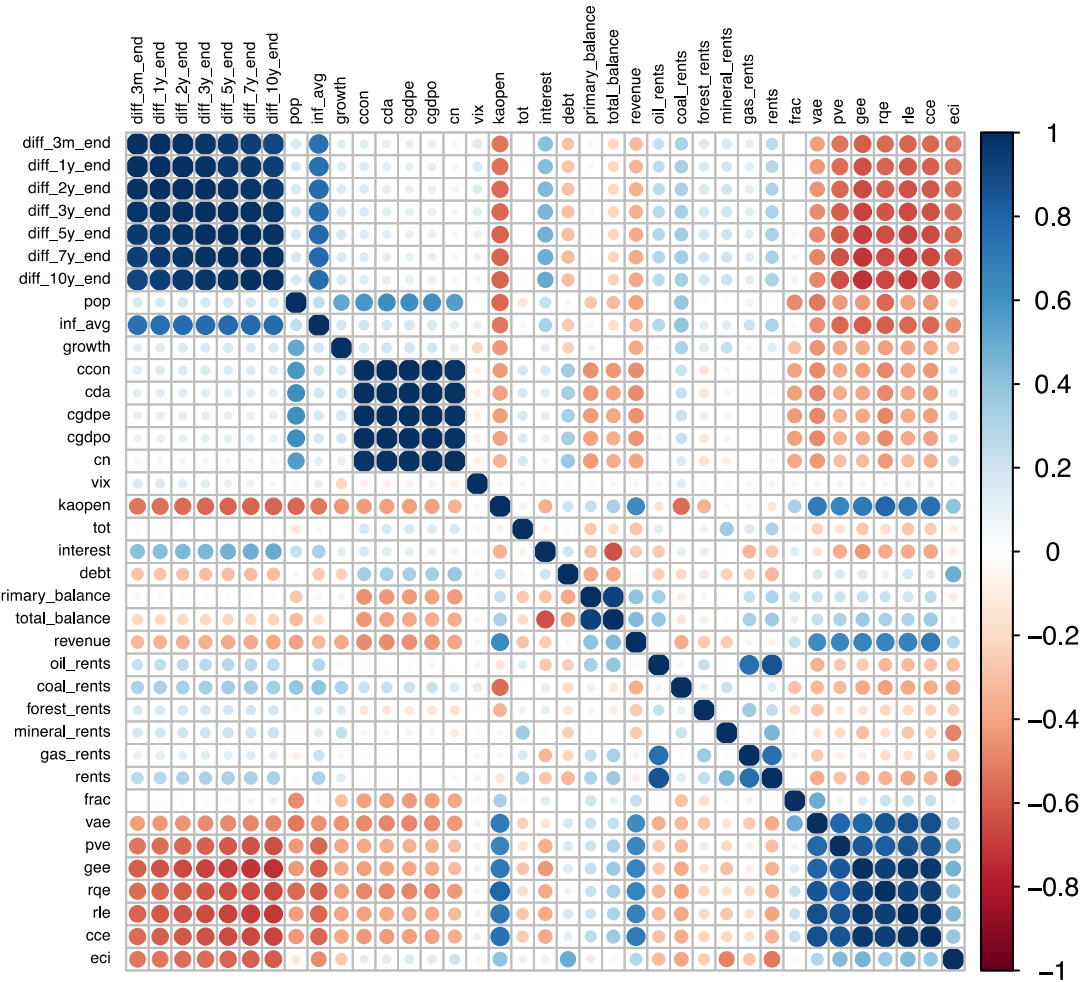 diff_3m_end
diff_1y_end
diff_2y_end
diff_3y_end
diff_5y_end
diff_7y_end
diff_10y_end
pop
inf_avg
growth
ccon
cda
cgdpe
cgdpo
cn
vix
kaopen
tot
interest
debt
primary_balance
total_balance
revenue
oil_rents
coal_rents
forest_rents
mineral_rents
gas_rents
rents
frac
vae
pve
gee
rqe
rle
cce
eci
diff_3m_end
diff_1y_end
diff_2y_end
diff_3y_end
diff_5y_end
diff_7y_end
diff_10y_end
pop
inf_avg
growth
ccon
cda
cgdpe
cgdpo
cn
vix
kaopen
tot
interest
debt
rimary_balance
total_balance
revenue
oil_rents
coal_rents
forest_rents
mineral_rents
gas_rents
rents
frac
vae
pve
gee
rqe
rle
cce
eci
1
0.8
0.6
0.4
0.2
0
−0.2
−0.4
−0.6
−0.8
−1